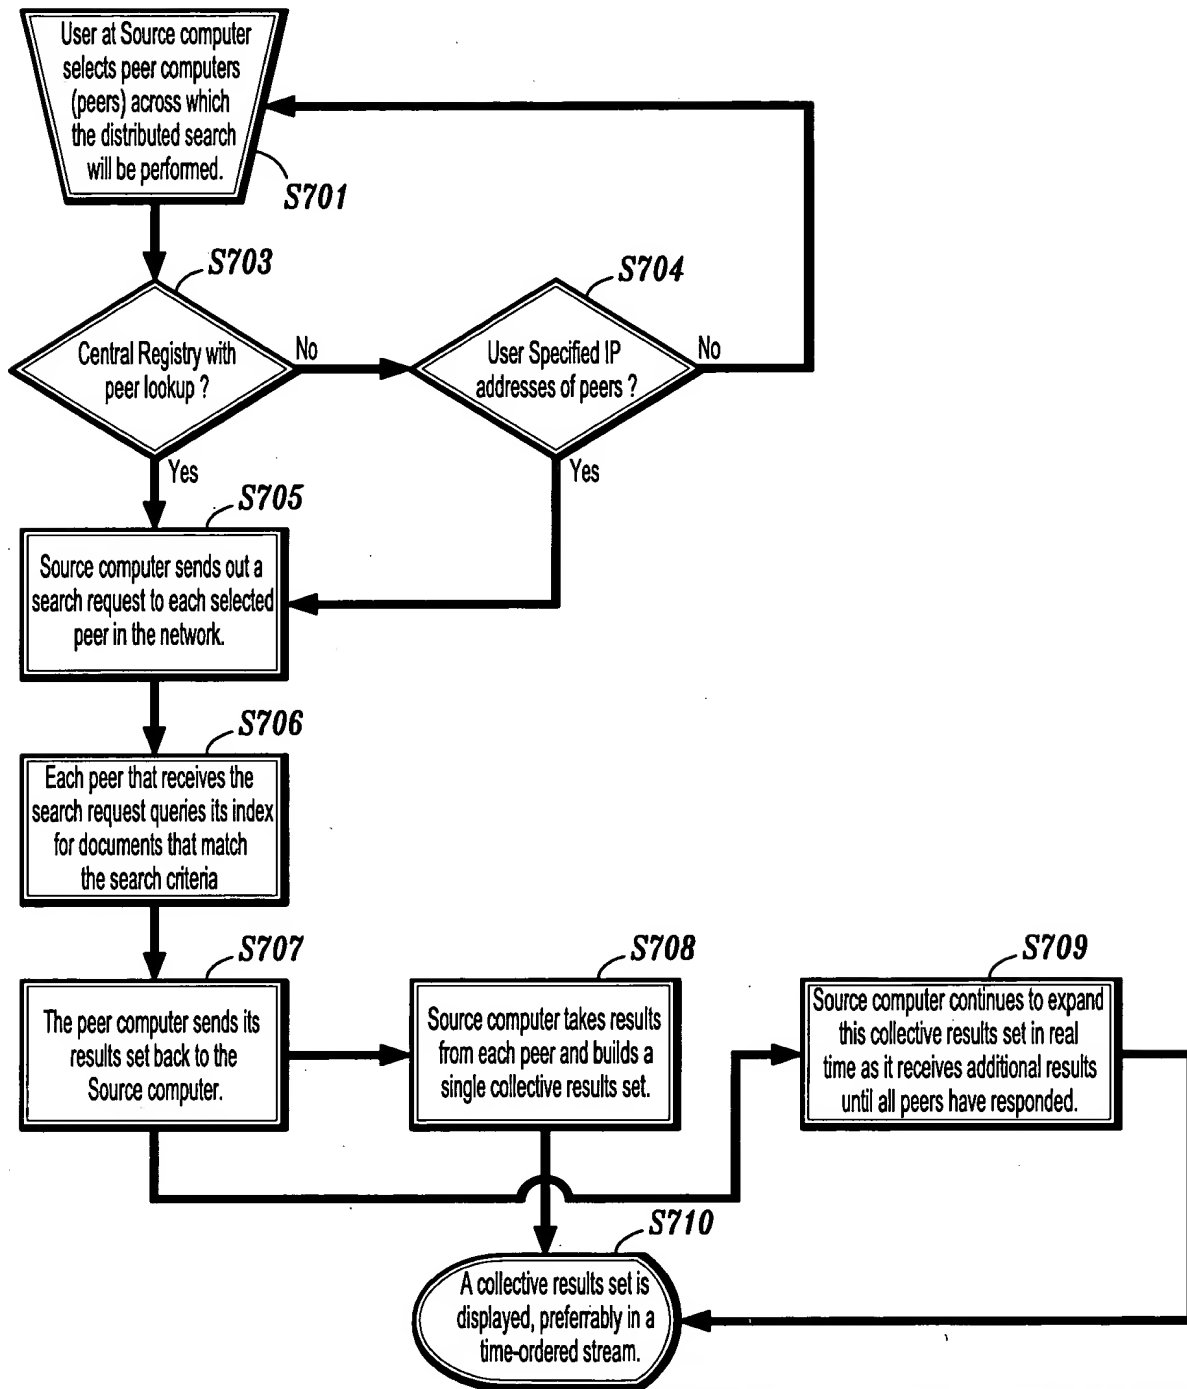 User at Source computer
selects peer computers
(peers) across which
the distributed search
will be performed.
S701
S703
Central Registry with
peer lookup ?
No
Yes
S704
User Specified IP
addresses of peers ?
No
Yes
S705
Source computer sends out a
search request to each selected
peer in the network.
S706
Each peer that receives the
search request queries its index
for documents that match
the search criteria
S707
The peer computer sends its
results set back to the
Source computer.
S708
Source computer takes results
from each peer and builds a
single collective results set.
S709
Source computer continues to expand
this collective results set in real
time as it receives additional results
until all peers have responded.
S710
A collective results set is
displayed, preferrably in a
time-ordered stream.